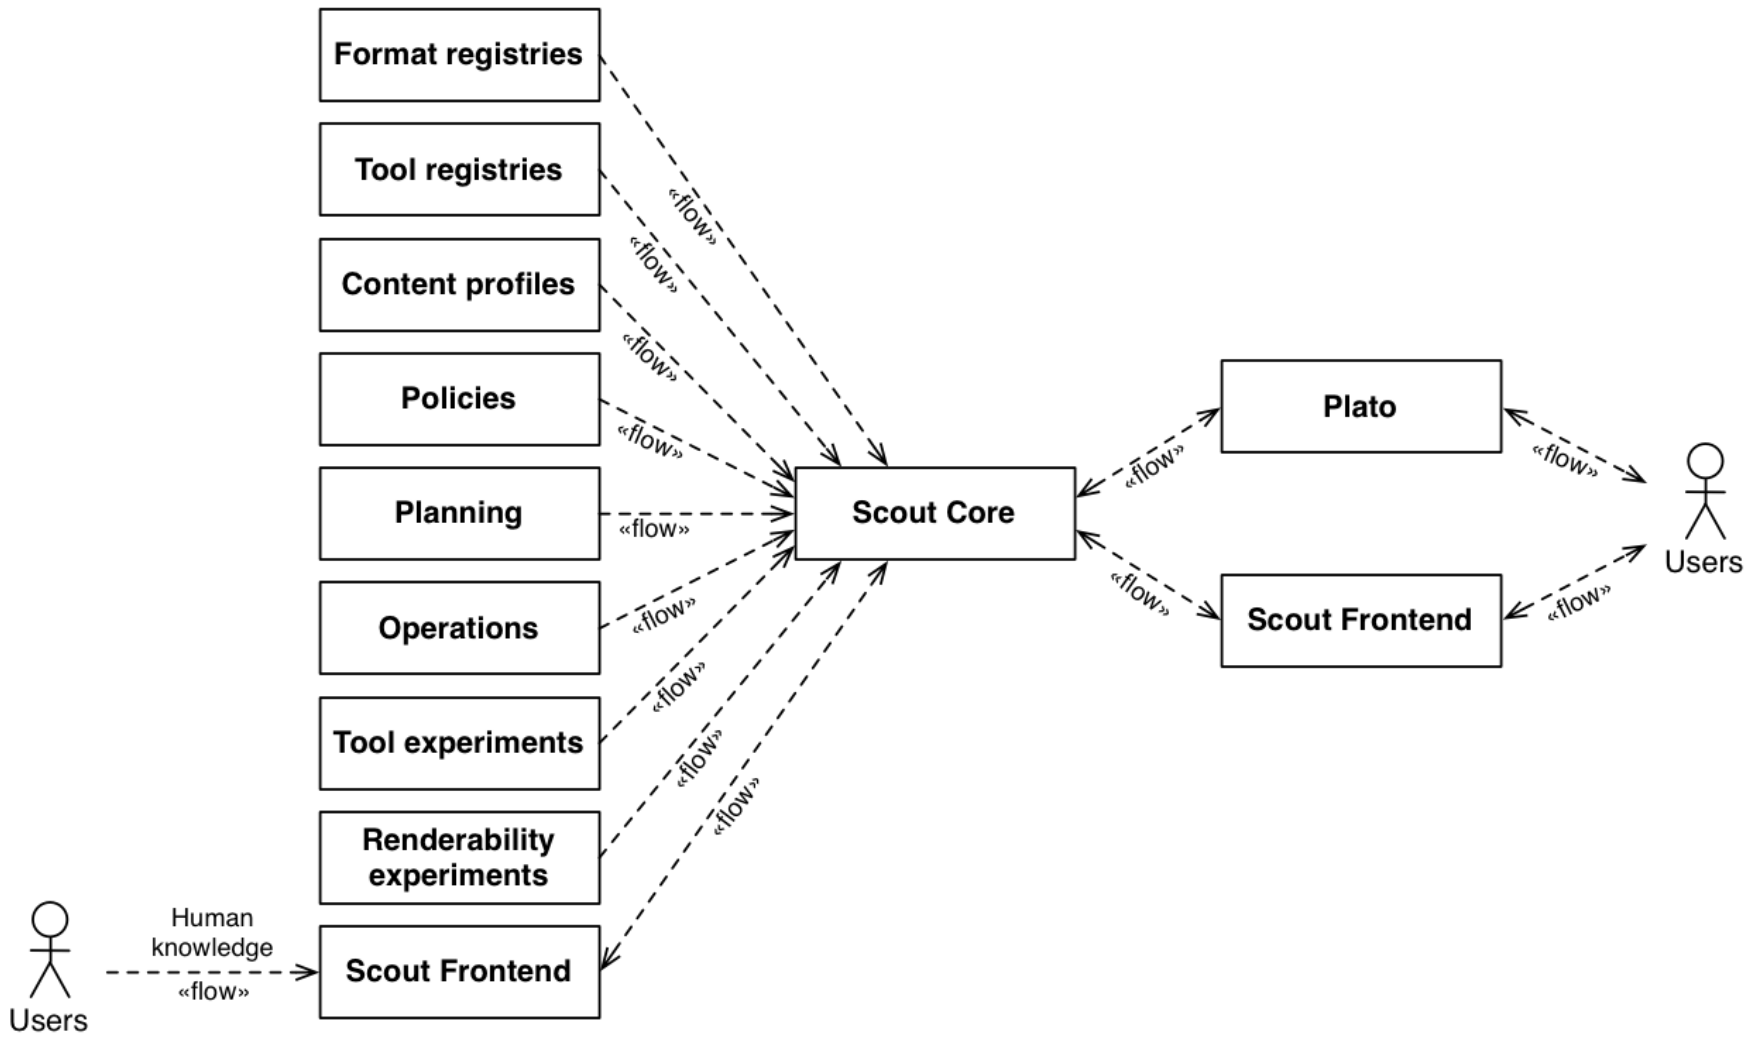 Format registries
Tool registries
Content profiles
Policies
Planning
Operations
Tool experiments
Renderability
experiments
Scout Frontend
Human
knowledge
«flow»
Users
«flow»
«flow»
«flow»
«flow»
«flow»
«flow»
«flow»
«flow»
«flow»
Scout Core
«flow»
«flow»
Plato
Scout Frontend
«flow»
«flow»
Users